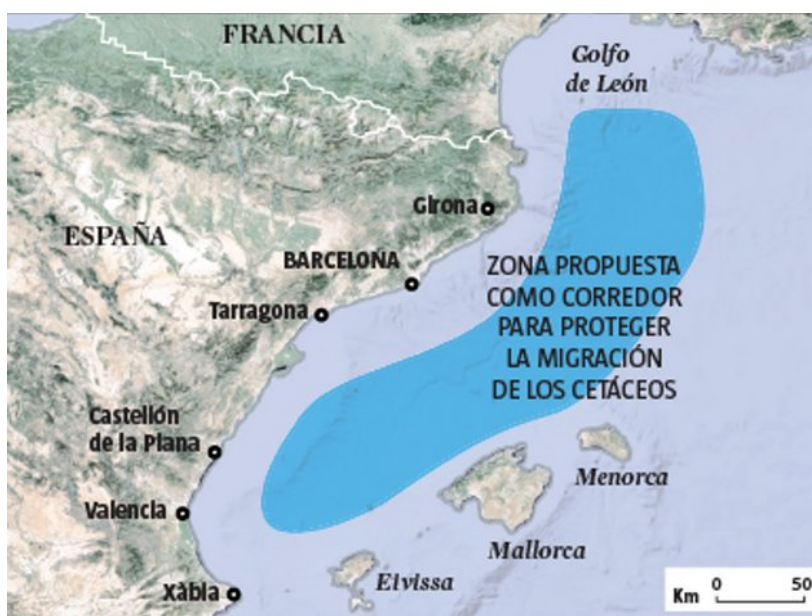 FRANCIA
Golfo
de León
Girona
ESPAÑA
BARCELONA
Tarragona
ZONA PROPUESTA
COMO CORREDOR
PARA PROTEGER
LA MIGRACIÓN
DE LOS CETÁCEOS
Castellón
de la Plana
Menorca
Valencia
Mallorca
Eivissa
Xàbia
Km 0 50